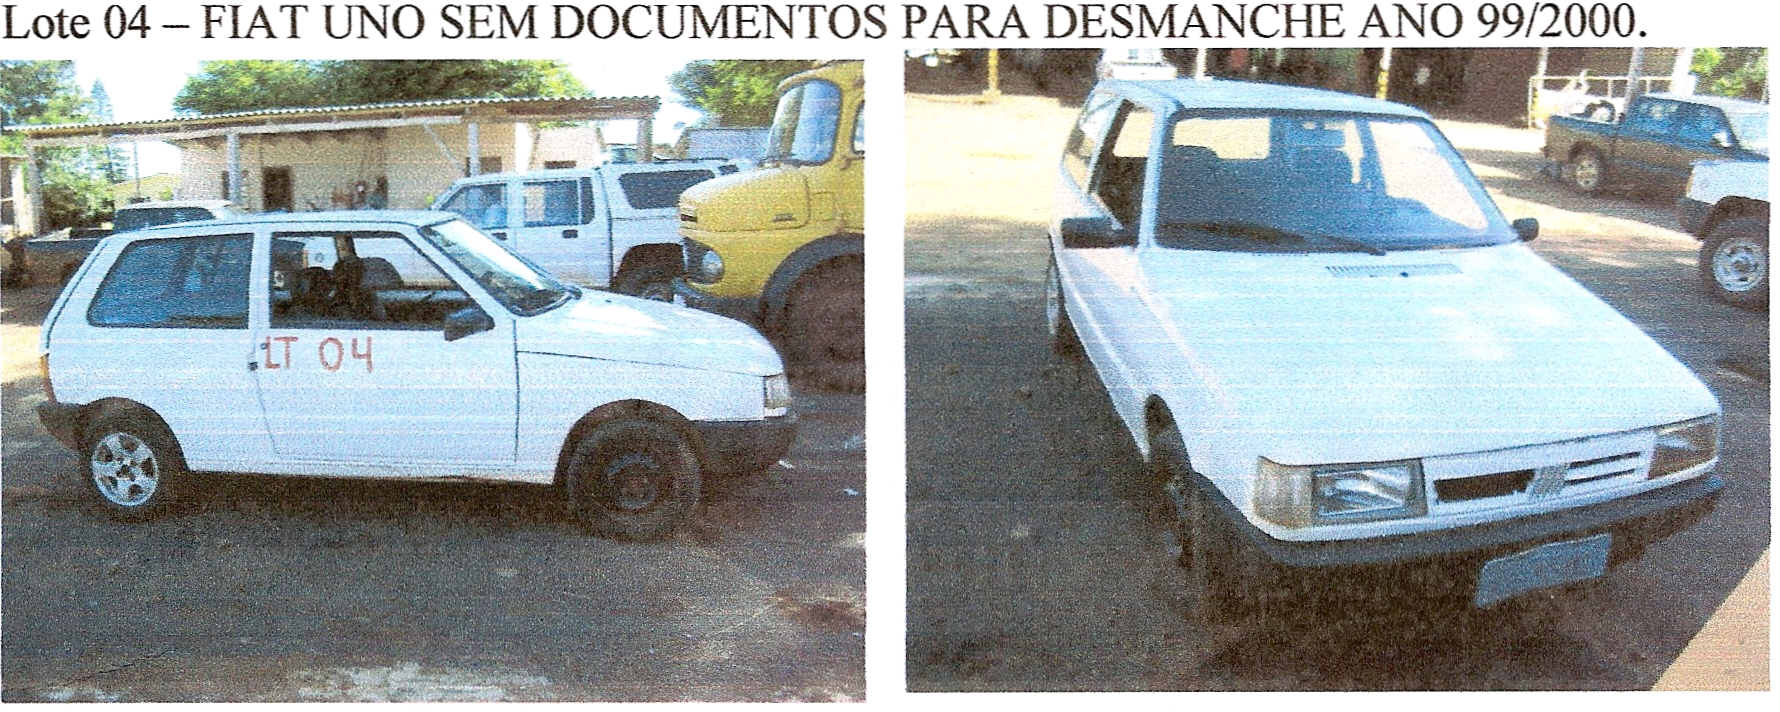 Lote 04 – FIAT UNO SEM DOCUMENTOS PARA DESMANCHE ANO 99/2000.
LT 04